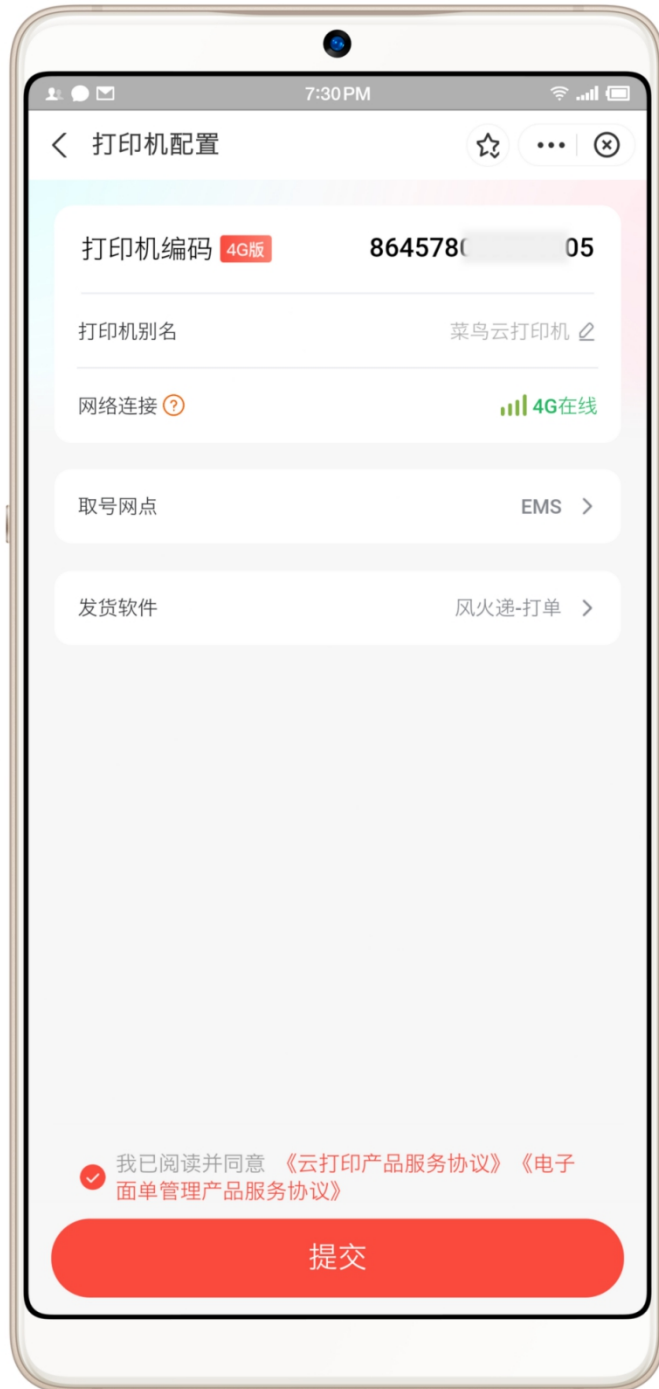 7:30 PM
打印机配置
打印机编码 4G版 8645780 05
打印机别名 菜鸟云打印机
网络连接 ? 4G在线
取号网点 EMS
发货软件 风火递-打单
我已阅读并同意 《云打印产品服务协议》《电子
面单管理产品服务协议》
提交